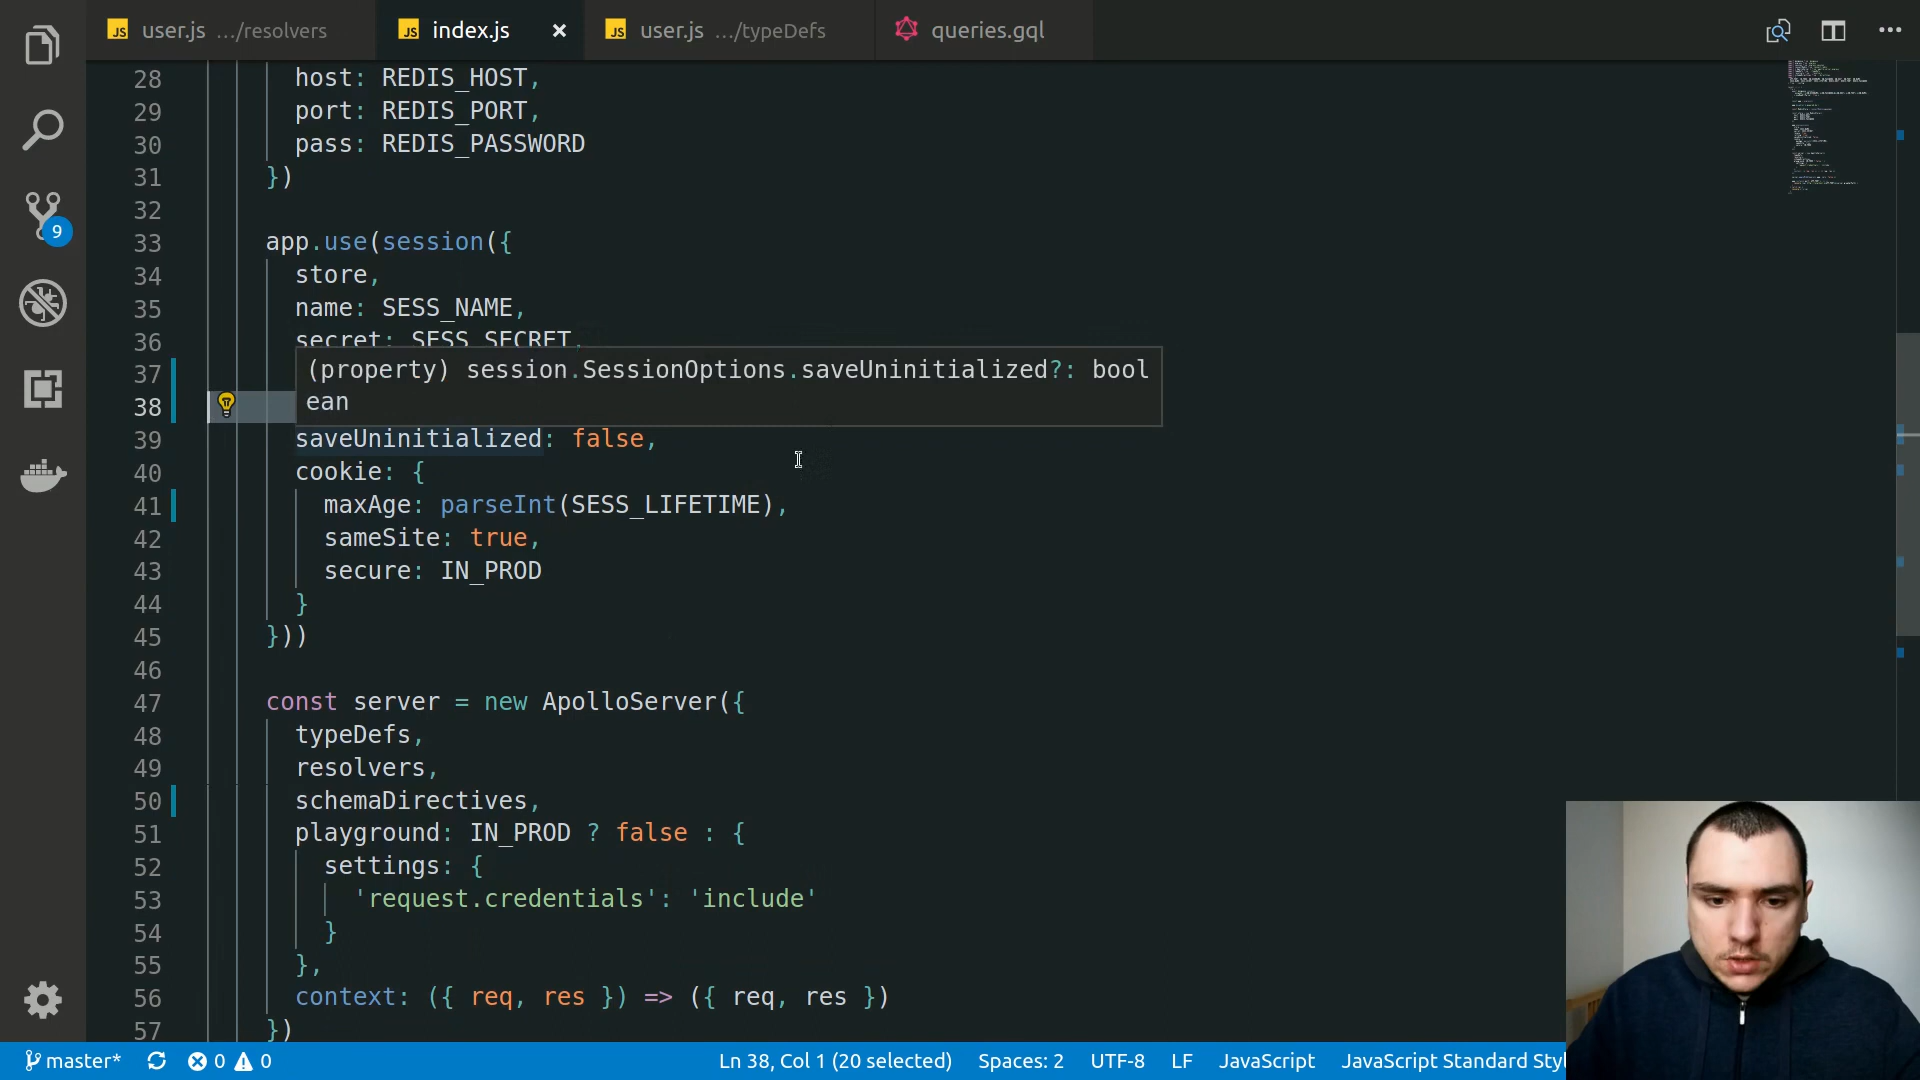 user.js …/resolvers
index.js
user.js …/typeDefs
queries.gql
28 host: REDIS_HOST,
29 port: REDIS_PORT,
30 pass: REDIS_PASSWORD
31 })
32
33 app.use(session({
34 store,
35 name: SESS_NAME,
36 secret: SESS_SECRET,
37
(property) session.SessionOptions.saveUninitialized?: bool
38
ean
39 saveUninitialized: false,
40 cookie: {
41 maxAge: parseInt(SESS_LIFETIME),
42 sameSite: true,
43 secure: IN_PROD
44 }
45 }))
46
47 const server = new ApolloServer({
48 typeDefs,
49 resolvers,
50 schemaDirectives,
51 playground: IN_PROD ? false : {
52 settings: {
53 'request.credentials': 'include'
54 }
55 },
56 context: ({ req, res }) => ({ req, res })
57 })
9
master* 0 0 Ln 38, Col 1 (20 selected) Spaces: 2 UTF-8 LF JavaScript JavaScript Standard Styl